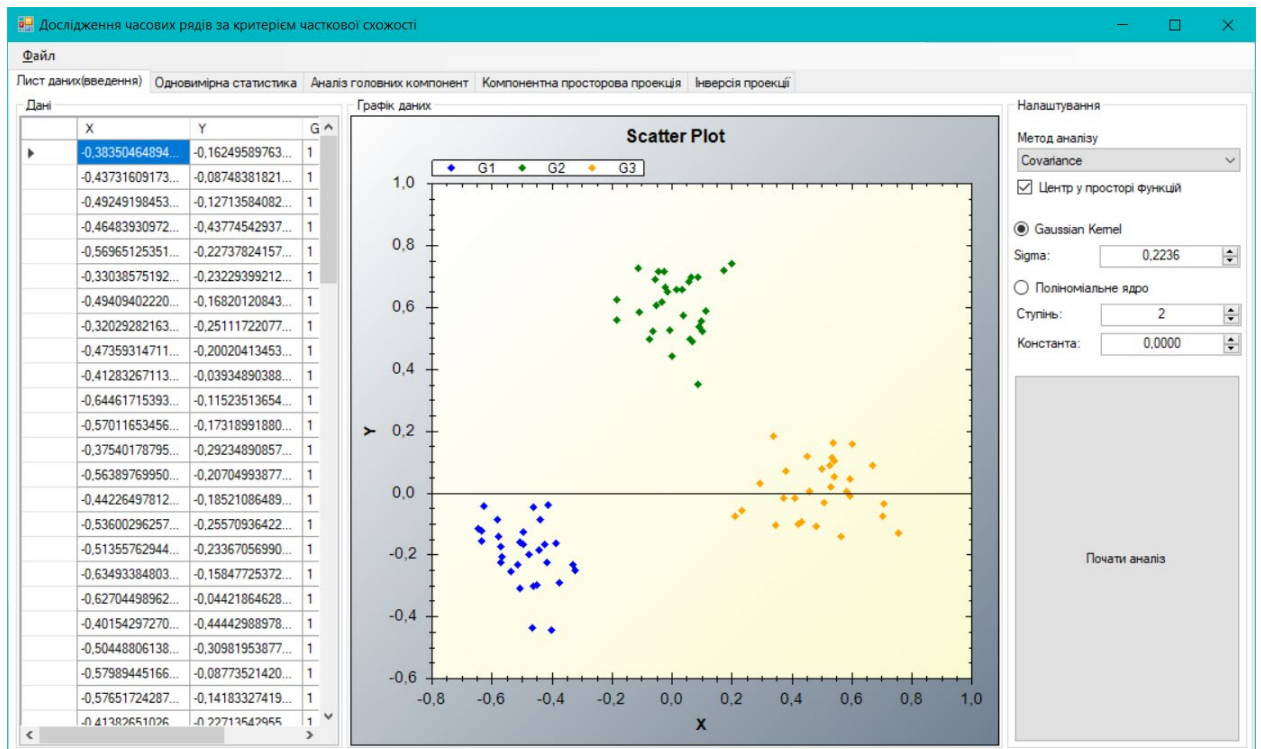 Дослідження часових рядів за критерієм часткової схожості
Файл
Лист даних(введення) Одновимірна статистика Аналіз головних компонент Компонентна просторова проекція Інверсія проекції
Дані
X Y G
-0,38350464894... -0,16249589763... 1
-0,43731609173... -0,08748381821... 1
-0,49249198453... -0,12713584082... 1
-0,46483930972... -0,43774542937... 1
-0,56965125351... -0,22737824157... 1
-0,33038575192... -0,23229399212... 1
-0,49409402220... -0,16820120843... 1
-0,32029282163... -0,25111722077... 1
-0,47359314711... -0,20020413453... 1
-0,41283267113... -0,03934890388... 1
-0,64461715393... -0,11523513654... 1
-0,57011653456... -0,17318991880... 1
-0,37540178795... -0,29234890857... 1
-0,56389769950... -0,20704993877... 1
-0,44226497812... -0,18521086489... 1
-0,53600296257... -0,25570936422... 1
-0,51355762944... -0,23367056990... 1
-0,63493384803... -0,15847725372... 1
-0,62704498962... -0,04421864628... 1
-0,40154297270... -0,44442988978... 1
-0,50448806138... -0,30981953877... 1
-0,57989445166... -0,08773521420... 1
-0,57651724287... -0,14183327419... 1
-0,41382651026 -0,22713542955 1
Графік даних
Scatter Plot
G1 G2 G3
1,0
0,8
0,6
0,4
0,2
0,0
-0,2
-0,4
-0,6
Y
-0,8 -0,6 -0,4 -0,2 0,0 0,2 0,4 0,6 0,8 1,0
X
Налаштування
Метод аналізу
Covariance
Центр у просторі функцій
Gaussian Kernel
Sigma: 0,2236
Поліноміальне ядро
Ступінь: 2
Константа: 0,0000
Почати аналіз